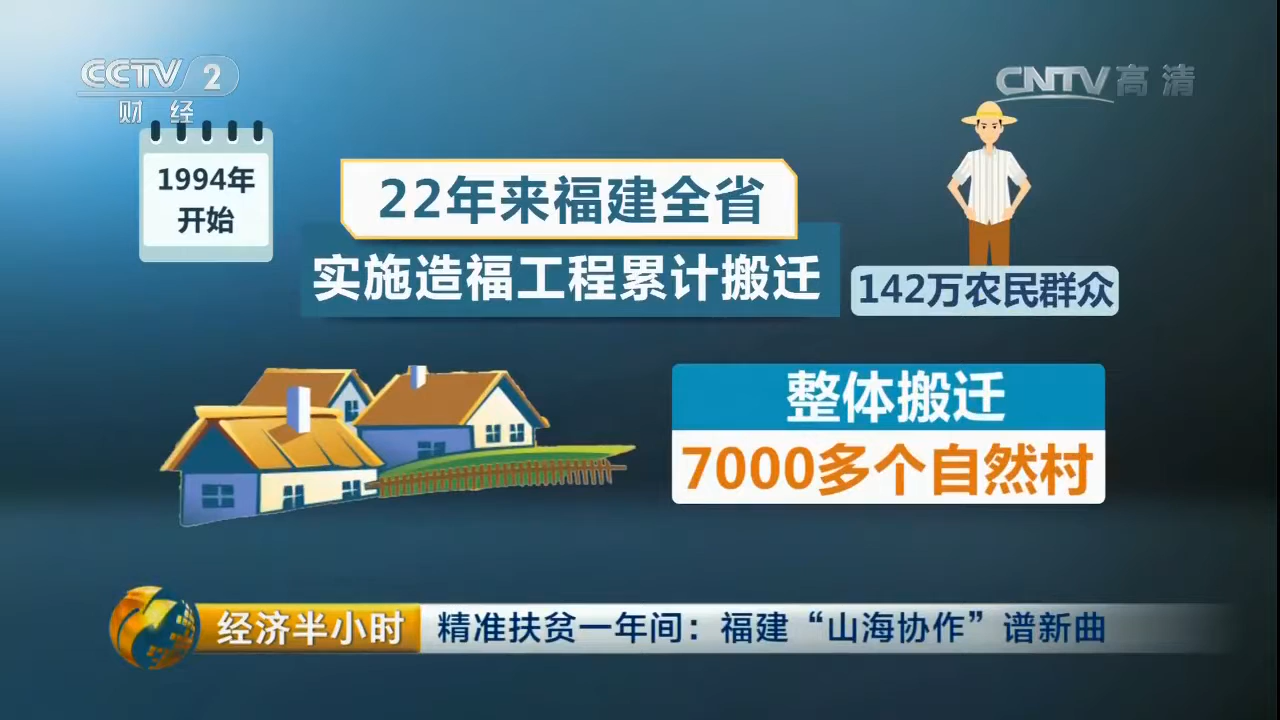 CCTV 2
财 经
CNTV高清
1994年
开始
22年来福建全省
实施造福工程累计搬迁
142万农民群众
整体搬迁
7000多个自然村
经济半小时
精准扶贫一年间：福建“山海协作”谱新曲